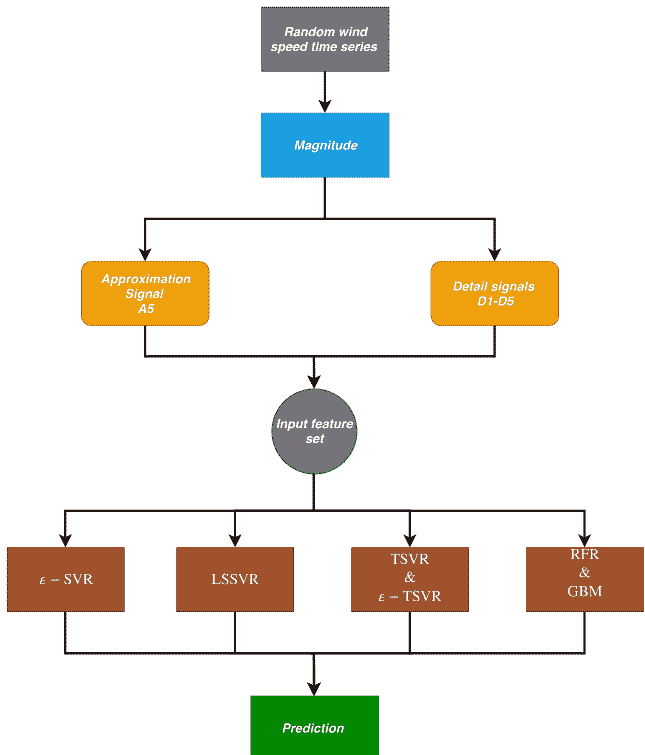 Random wind
speed time series
Magnitude
Approximation
Signal
A5
Detail signals
D1-D5
Input feature
set
ε − SVR
LSSVR
TSVR
&
ε − TSVR
RFR
&
GBM
Prediction